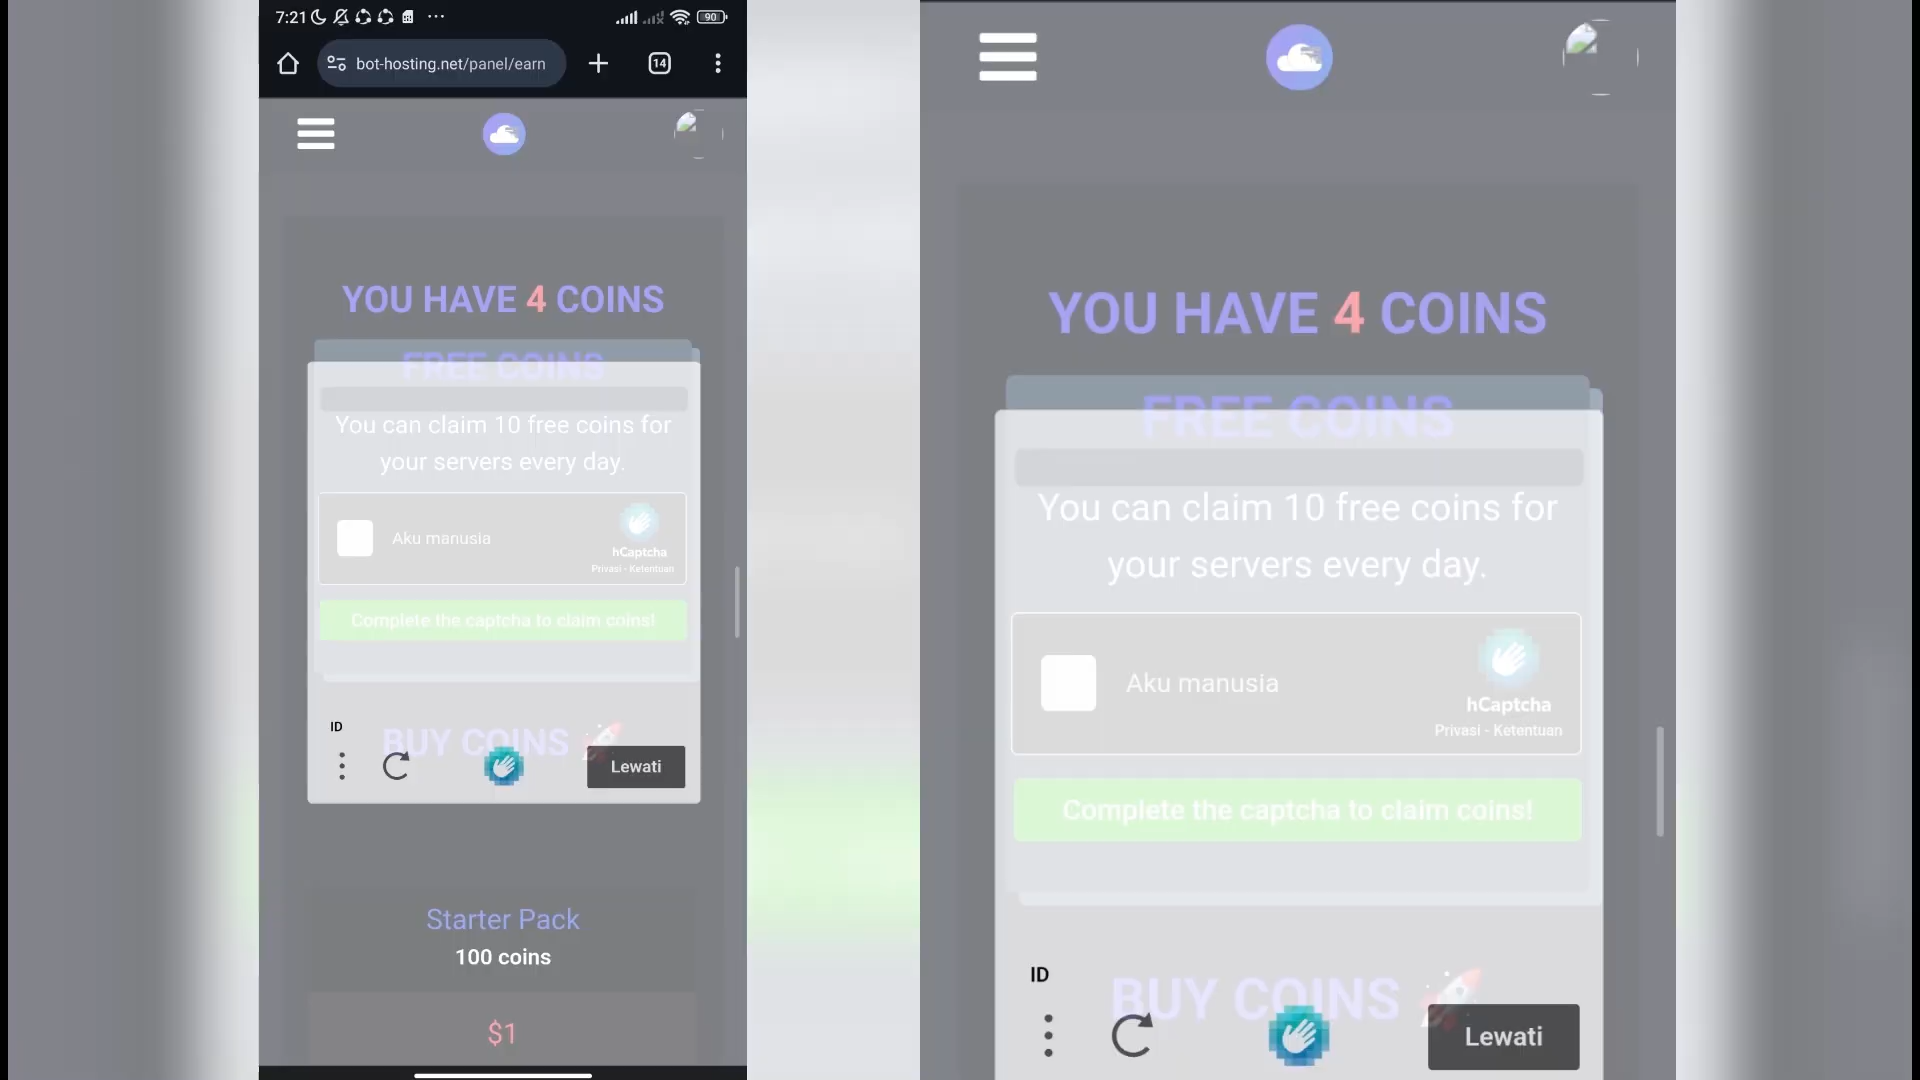 7:21
90
bot-hosting.net/panel/earn
14
YOU HAVE 4 COINS
FREE COINS
You can claim 10 free coins for
your servers every day.
Aku manusia
hCaptcha
Privasi - Ketentuan
Complete the captcha to claim coins!
ID
BUY COINS 🚀
Lewati
Starter Pack
100 coins
$1
YOU HAVE 4 COINS
FREE COINS
You can claim 10 free coins for
your servers every day.
Aku manusia
hCaptcha
Privasi - Ketentuan
Complete the captcha to claim coins!
ID
BUY COINS 🚀
Lewati